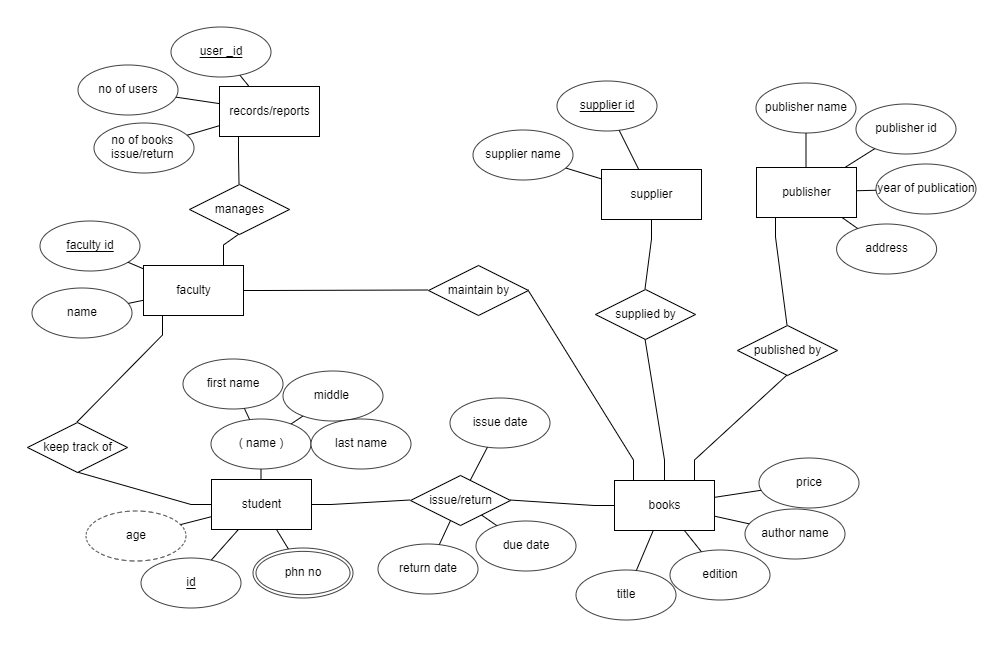 user _id
no of users
records/reports
no of books
issue/return
manages
supplier id
supplier name
supplier
publisher name
publisher id
publisher
year of publication
address
faculty id
faculty
name
maintain by
supplied by
published by
first name
middle
( name )
last name
keep track of
issue date
student
issue/return
books
price
author name
age
id
phn no
return date
due date
title
edition